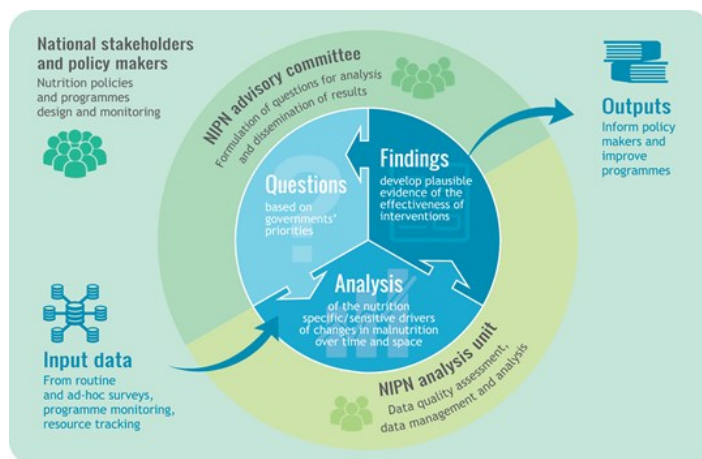 National stakeholders
and policy makers
Nutrition policies
and programmes
design and monitoring
NIPN advisory committee
Formulation of questions for analysis
and dissemination of results
Outputs
Inform policy
makers and
improve
programmes
Questions
based on
governments'
priorities
Findings
develop plausible
evidence of the
effectiveness of
interventions
Analysis
of the nutrition
specific/sensitive drivers
of changes in malnutrition
over time and space
Input data
From routine
and ad-hoc surveys,
programme monitoring,
resource tracking
NIPN analysis unit
Data quality assessment,
data management and analysis